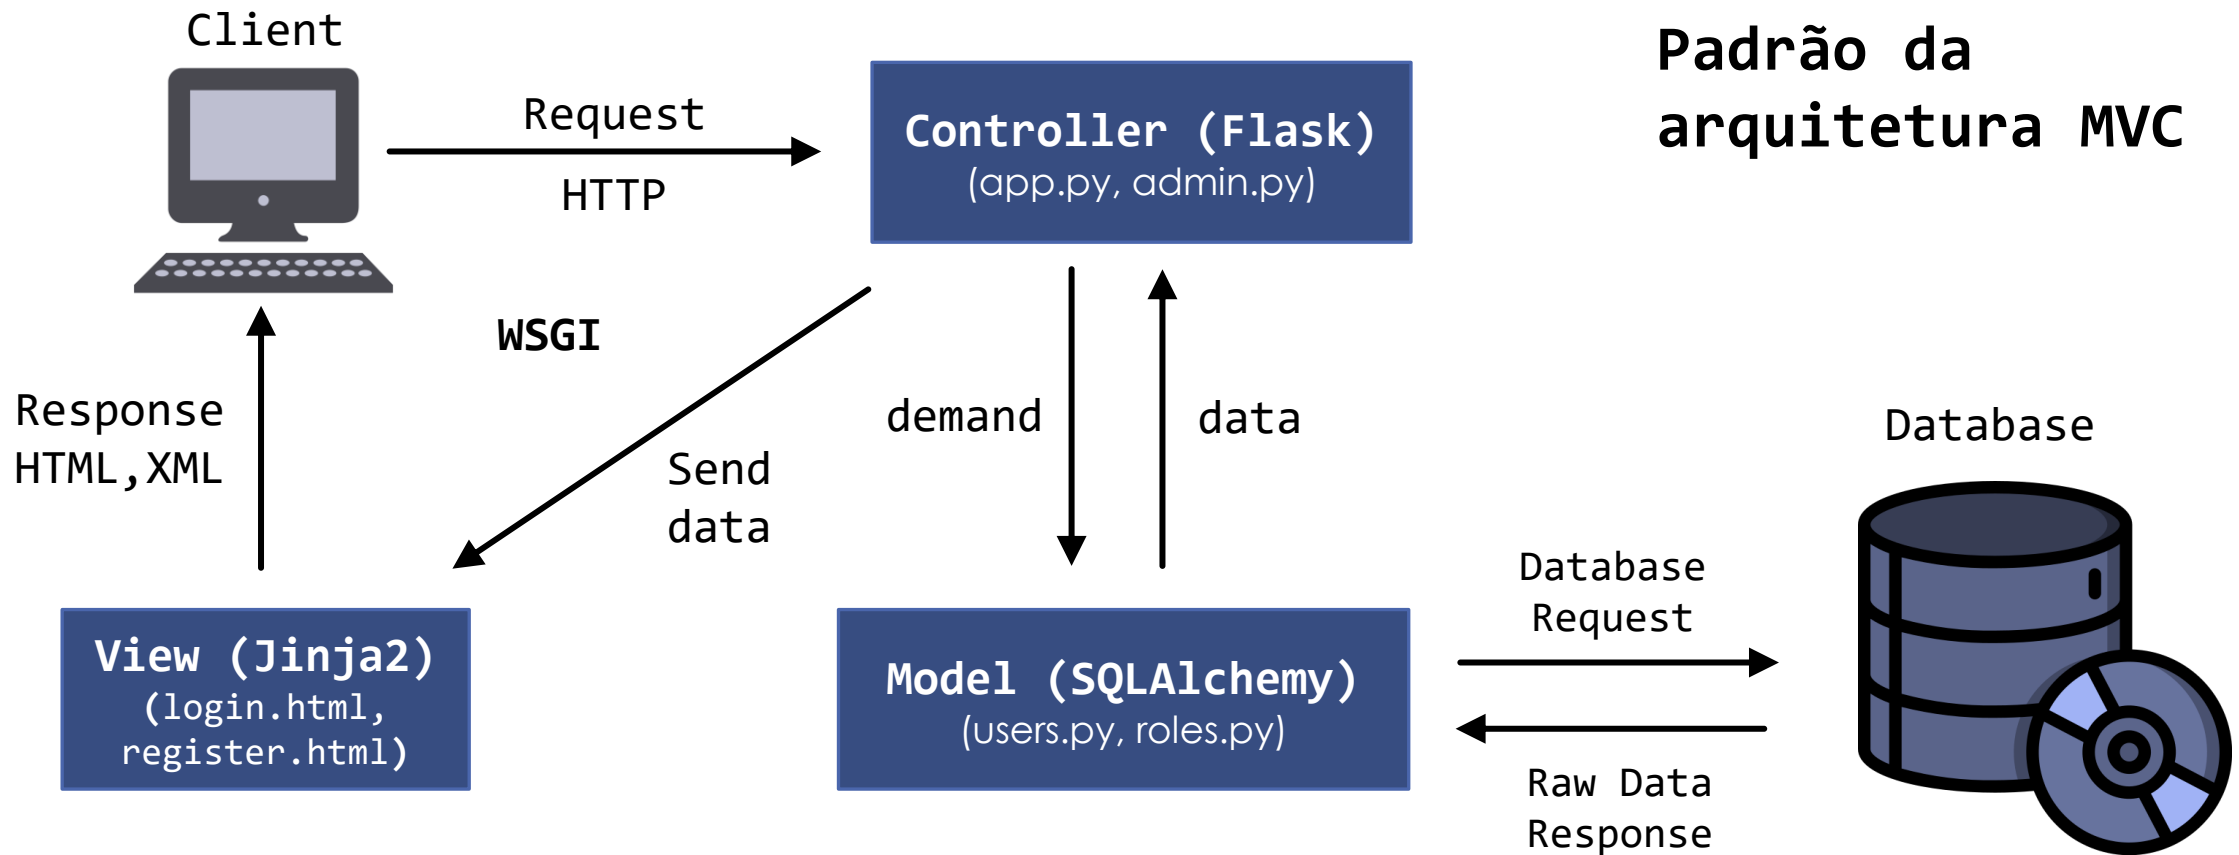 Client
Padrão da
arquitetura MVC
Request
HTTP
Controller (Flask)
(app.py, admin.py)
WSGI
Response
HTML,XML
Send
data
demand
data
Database
Database
Request
View (Jinja2)
(login.html,
register.html)
Model (SQLAlchemy)
(users.py, roles.py)
Raw Data
Response